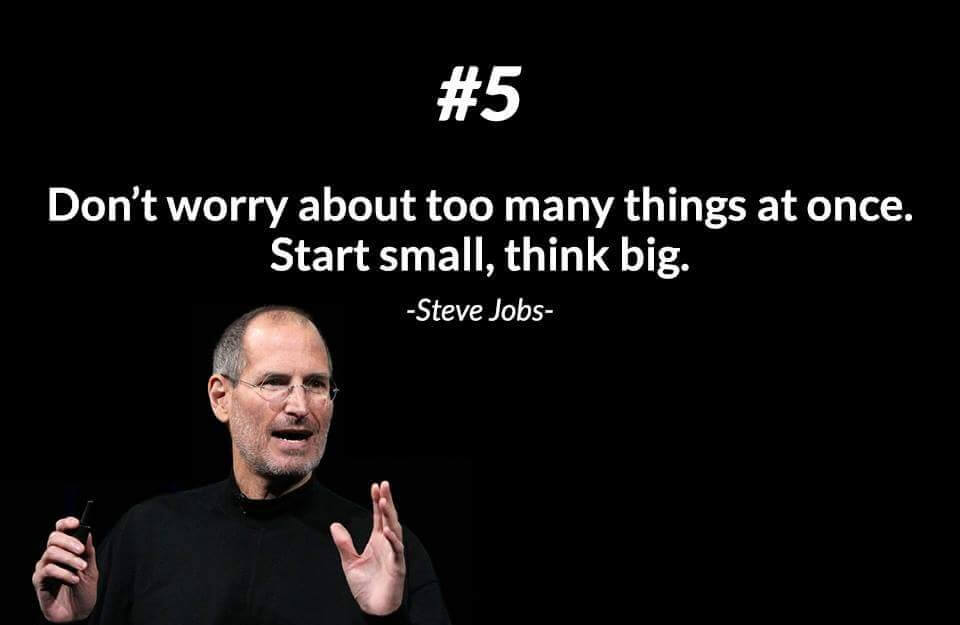 #5
Don’t worry about too many things at once.
Start small, think big.
-Steve Jobs-